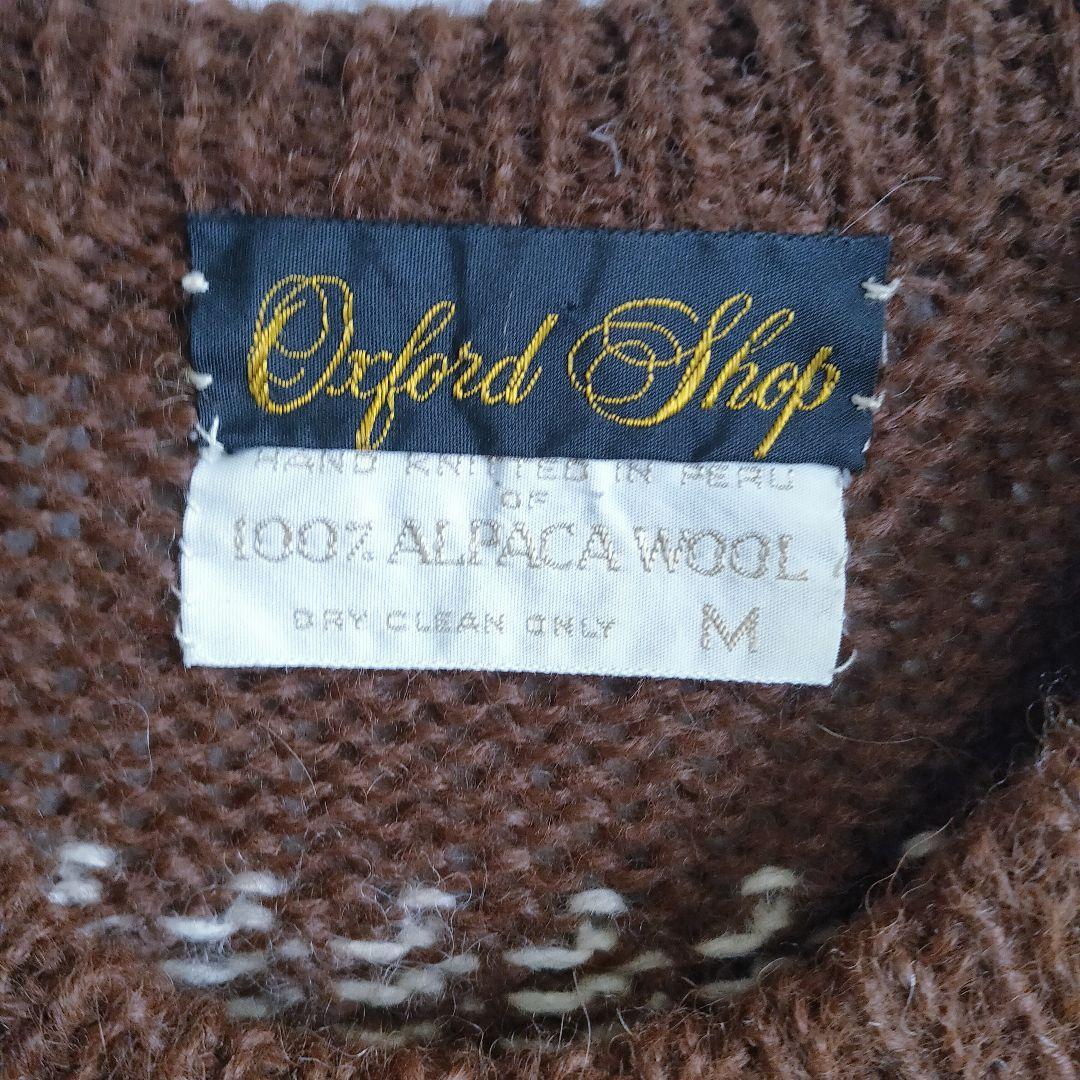 Oxford Shop
HAND KNITTED IN PERU
OF
100% ALPACA WOOL
DRY CLEAN ONLY M